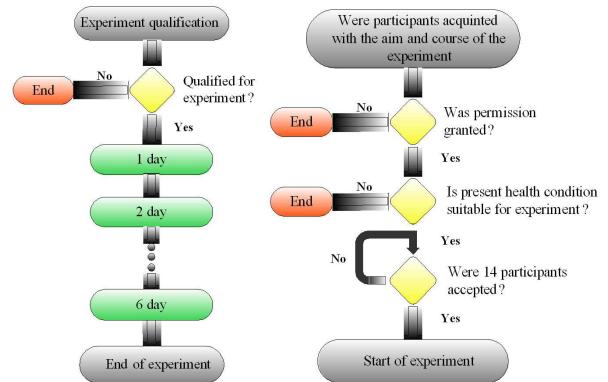 Experiment qualification
No
End
Qualified for
experiment?
Yes
1 day
2 day
6 day
End of experiment
Were participants acquinted
with the aim and course of the
experiment
No
End
Was permission
granted?
Yes
No
End
Is present health condition
suitable for experiment?
Yes
No
Were 14 participants
accepted?
Yes
Start of experiment